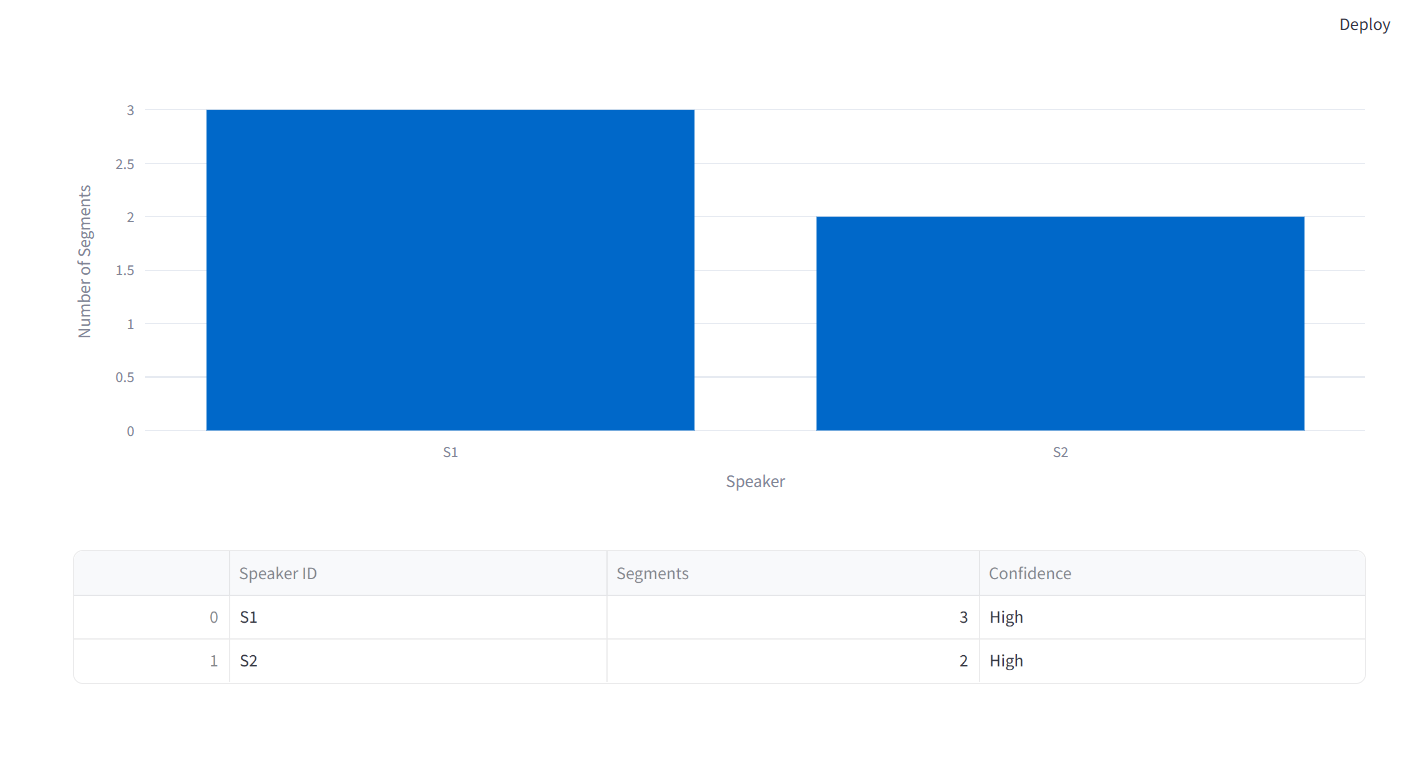 Deploy
3
2.5
2
1.5
1
0.5
0
Number of Segments
S1 S2
Speaker
Speaker ID Segments Confidence
0 S1 3 High
1 S2 2 High